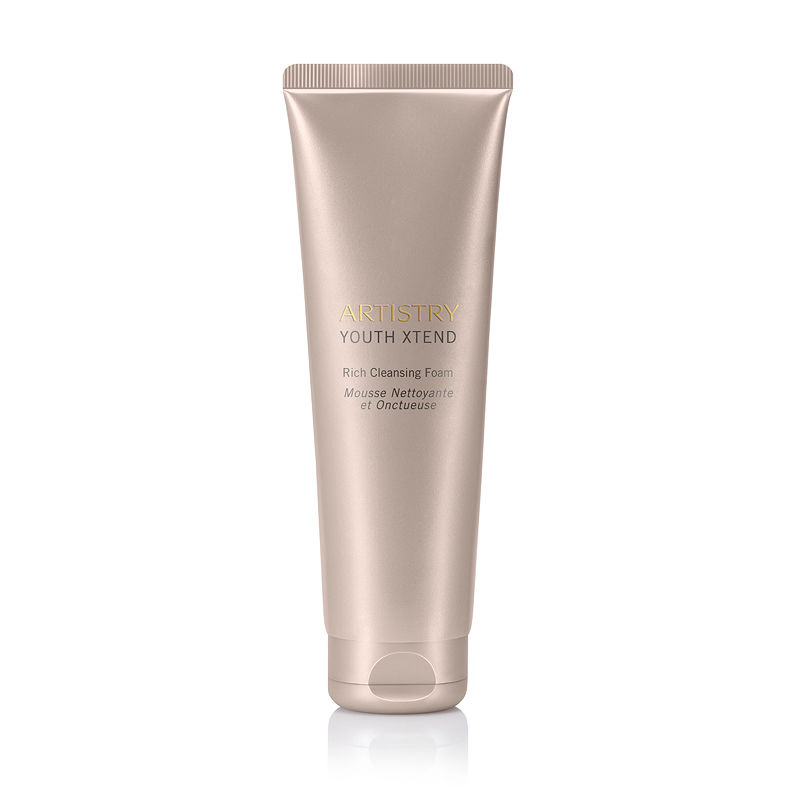 ARTISTRY
YOUTH XTEND
Rich Cleansing Foam
Mousse Nettoyante
et Onctueuse